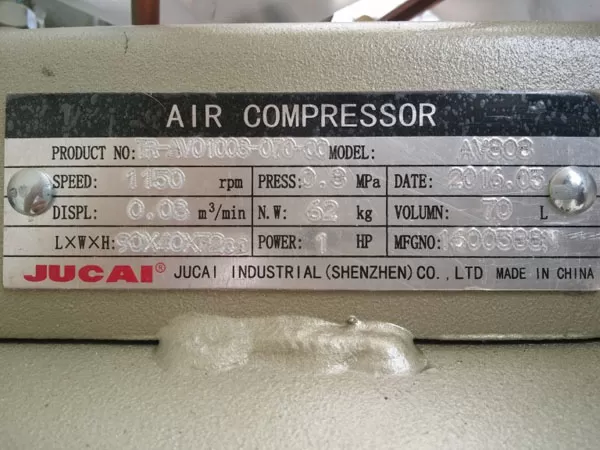 AIR COMPRESSOR
PRODUCT NO: MODEL: AV808
SPEED: 1150 rpm PRESS: 0.8 MPa DATE: 2016.03
DISPL: 0.08 m³/min N.W: 62 kg VOLUMN: 70 L
L×W×H: POWER: 1 HP MFGNO:
JUCAI® JUCAI INDUSTRIAL (SHENZHEN) CO., LTD MADE IN CHINA